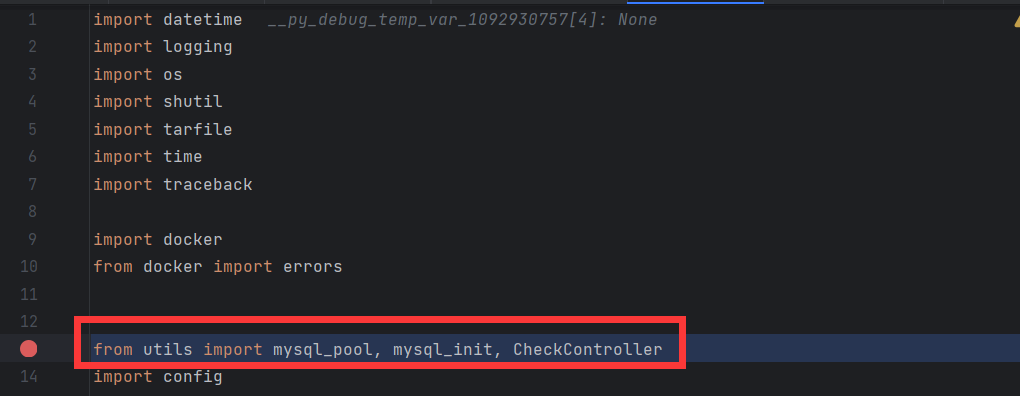 1 import datetime __py_debug_temp_var_1092930757[4]: None
2 import logging
3 import os
4 import shutil
5 import tarfile
6 import time
7 import traceback
8
9 import docker
10 from docker import errors
11
12
from utils import mysql_pool, mysql_init, CheckController
14 import config